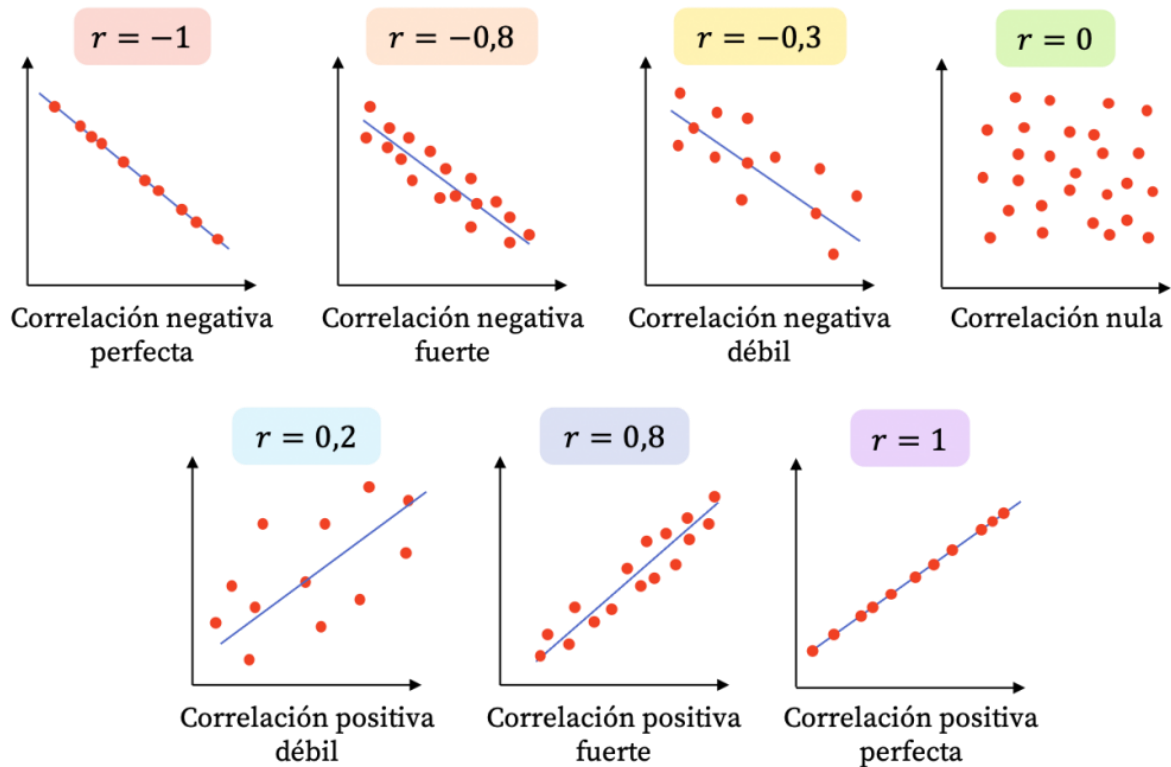 r = −1
r = −0,8
r = −0,3
r = 0
Correlación negativa
perfecta
Correlación negativa
fuerte
Correlación negativa
débil
Correlación nula
r = 0,2
r = 0,8
r = 1
Correlación positiva
débil
Correlación positiva
fuerte
Correlación positiva
perfecta